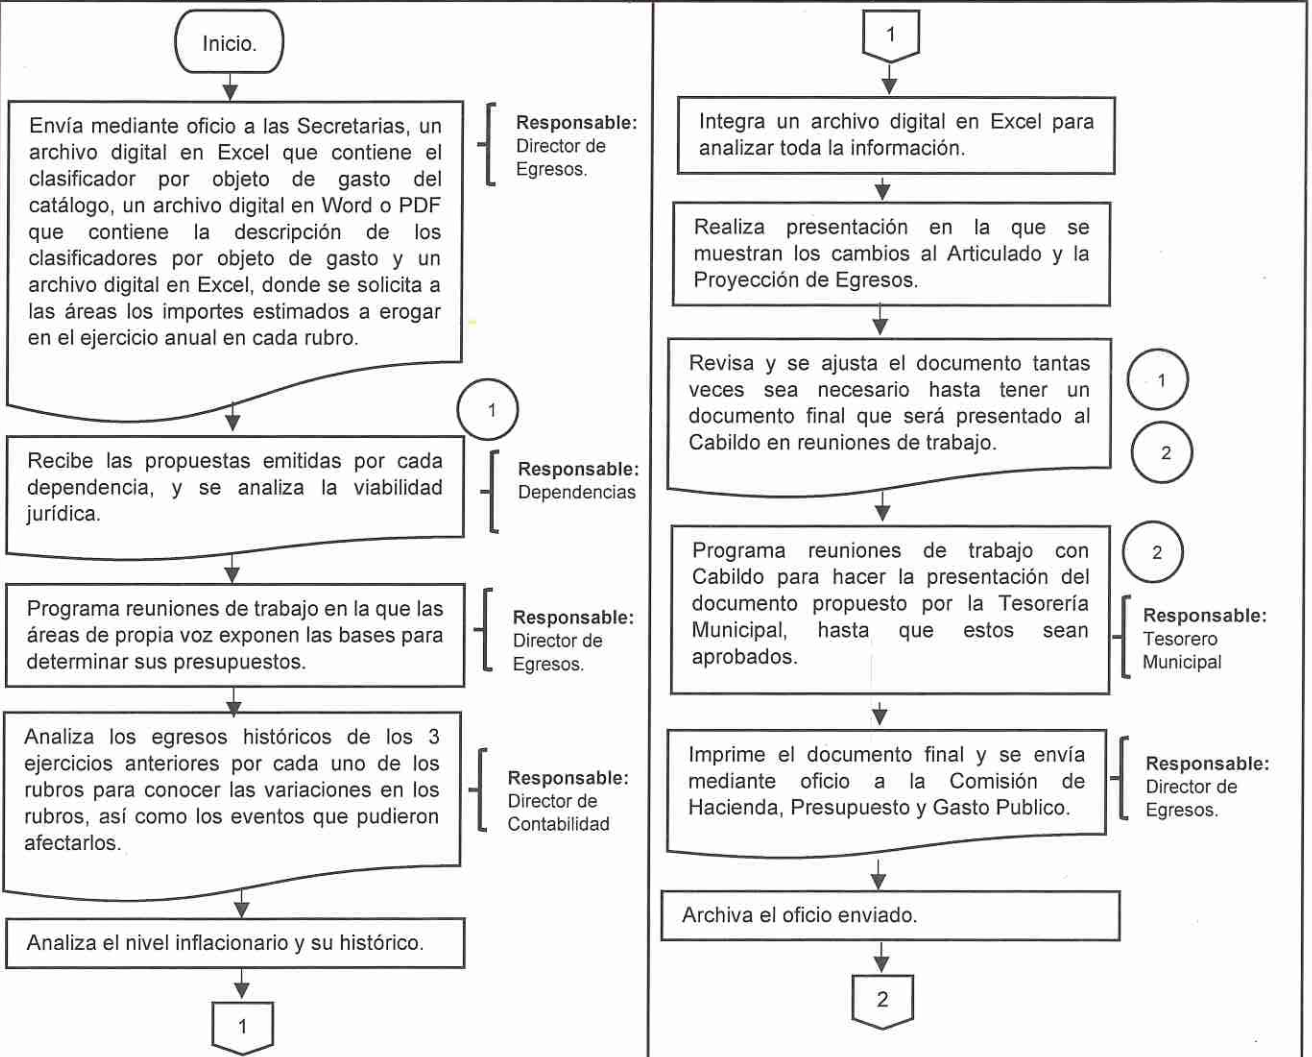 Inicio.
Envía mediante oficio a las Secretarias, un
archivo digital en Excel que contiene el
clasificador por objeto de gasto del
catálogo, un archivo digital en Word o PDF
que contiene la descripción de los
clasificadores por objeto de gasto y un
archivo digital en Excel, donde se solicita a
las áreas los importes estimados a erogar
en el ejercicio anual en cada rubro.
Responsable:
Director de
Egresos.
1
Recibe las propuestas emitidas por cada
dependencia, y se analiza la viabilidad
jurídica.
Responsable:
Dependencias
Programa reuniones de trabajo en la que las
áreas de propia voz exponen las bases para
determinar sus presupuestos.
Responsable:
Director de
Egresos.
Analiza los egresos históricos de los 3
ejercicios anteriores por cada uno de los
rubros para conocer las variaciones en los
rubros, así como los eventos que pudieron
afectarlos.
Responsable:
Director de
Contabilidad
Analiza el nivel inflacionario y su histórico.
1
1
Integra un archivo digital en Excel para
analizar toda la información.
Realiza presentación en la que se
muestran los cambios al Articulado y la
Proyección de Egresos.
Revisa y se ajusta el documento tantas
veces sea necesario hasta tener un
documento final que será presentado al
Cabildo en reuniones de trabajo.
1
2
Programa reuniones de trabajo con
Cabildo para hacer la presentación del
documento propuesto por la Tesorería
Municipal, hasta que estos sean
aprobados.
2
Responsable:
Tesorero
Municipal
Imprime el documento final y se envía
mediante oficio a la Comisión de
Hacienda, Presupuesto y Gasto Publico.
Responsable:
Director de
Egresos.
Archiva el oficio enviado.
2